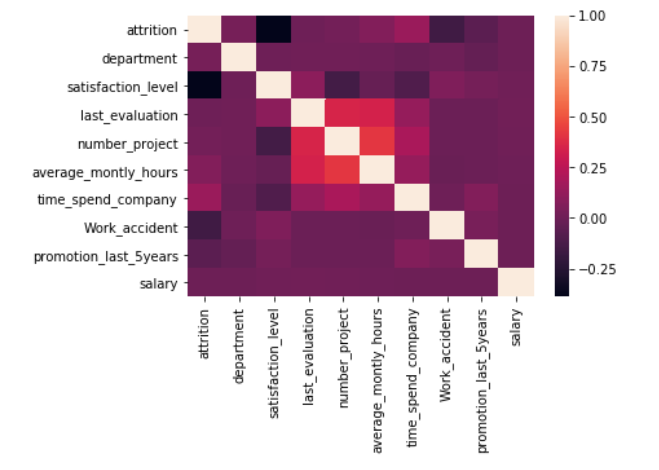 attrition
department
satisfaction_level
last_evaluation
number_project
average_montly_hours
time_spend_company
Work_accident
promotion_last_5years
salary
attrition
department
satisfaction_level
last_evaluation
number_project
average_montly_hours
time_spend_company
Work_accident
promotion_last_5years
salary
1.00
0.75
0.50
0.25
0.00
−0.25